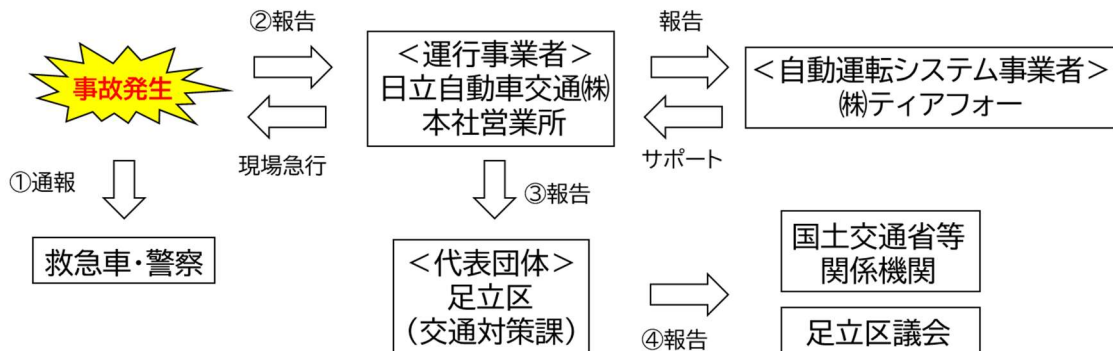 ②報告
報告
事故発生
＜運行事業者＞
日立自動車交通㈱
本社営業所
＜自動運転システム事業者＞
㈱ティアフォー
現場急行
サポート
①通報
③報告
救急車・警察
＜代表団体＞
足立区
（交通対策課）
国土交通省等
関係機関
④報告
足立区議会